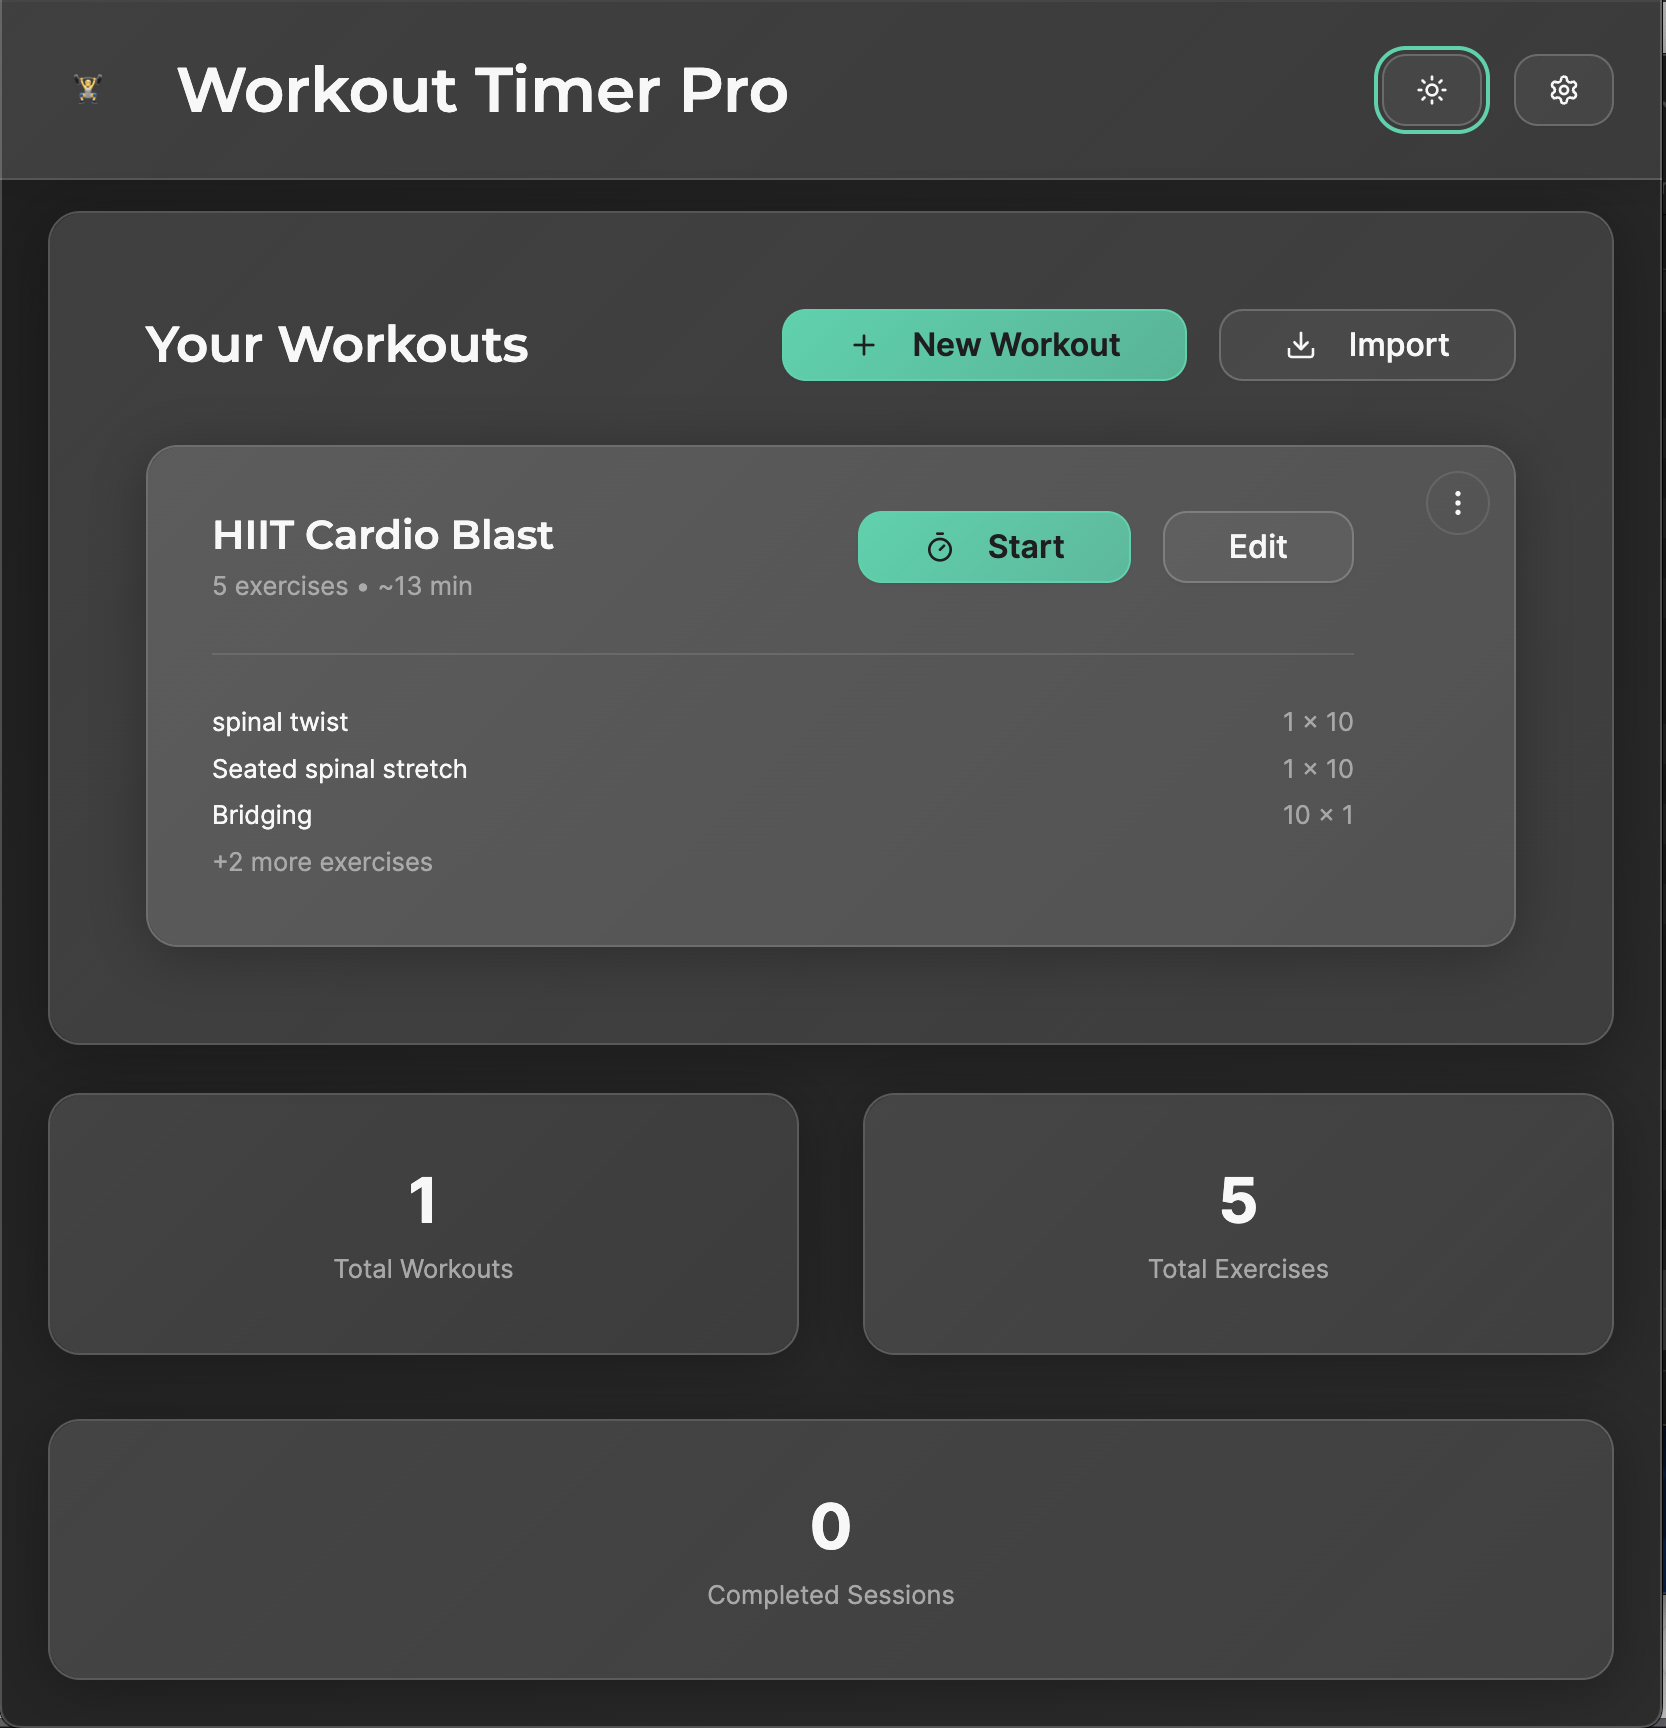 Workout Timer Pro
Your Workouts
New Workout
Import
HIIT Cardio Blast
5 exercises • ~13 min
Start
Edit
spinal twist 1 × 10
Seated spinal stretch 1 × 10
Bridging 10 × 1
+2 more exercises
1
Total Workouts
5
Total Exercises
0
Completed Sessions